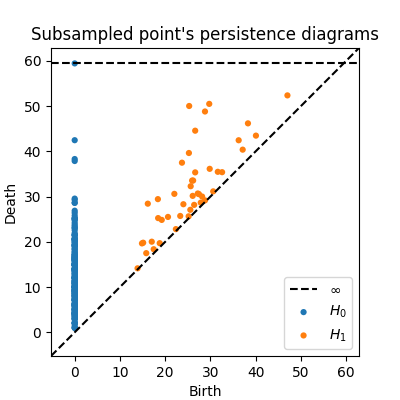 Subsampled point's persistence diagrams
60
50
40
30
20
10
0
Death
∞
H₀
H₁
0 10 20 30 40 50 60
Birth